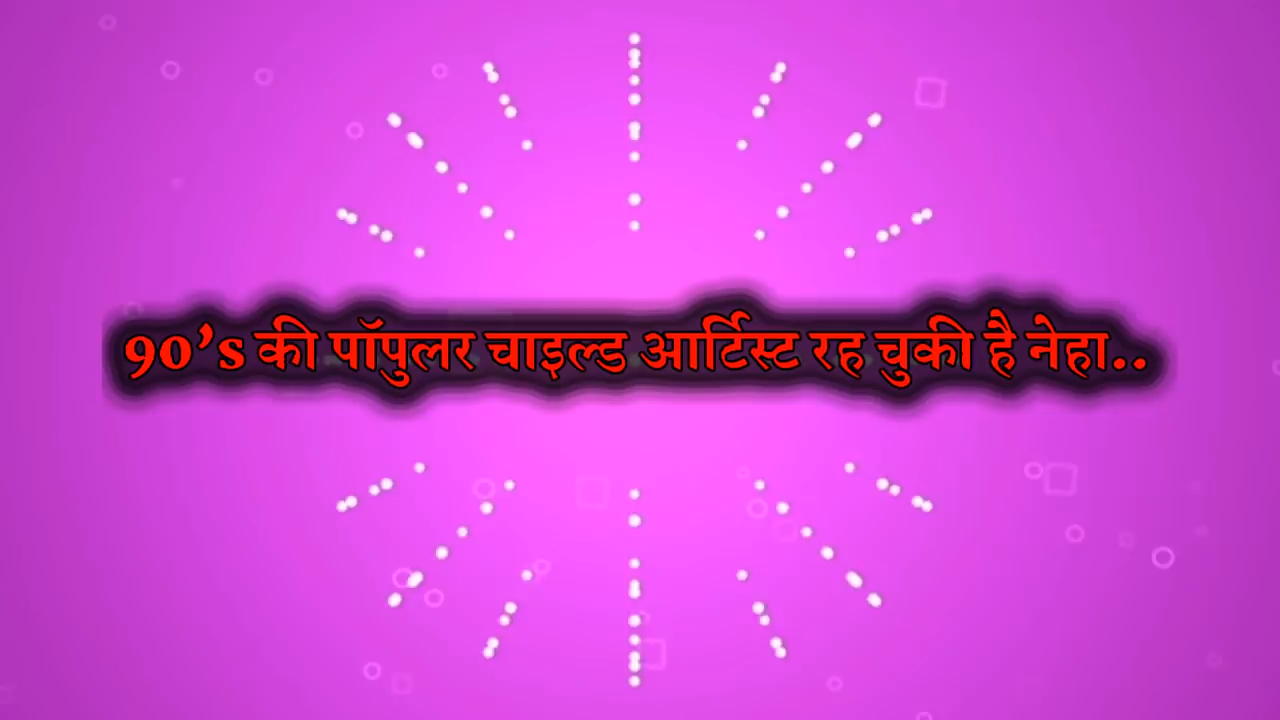 90’s की पॉपुलर चाइल्ड आर्टिस्ट रह चुकी है नेहा..